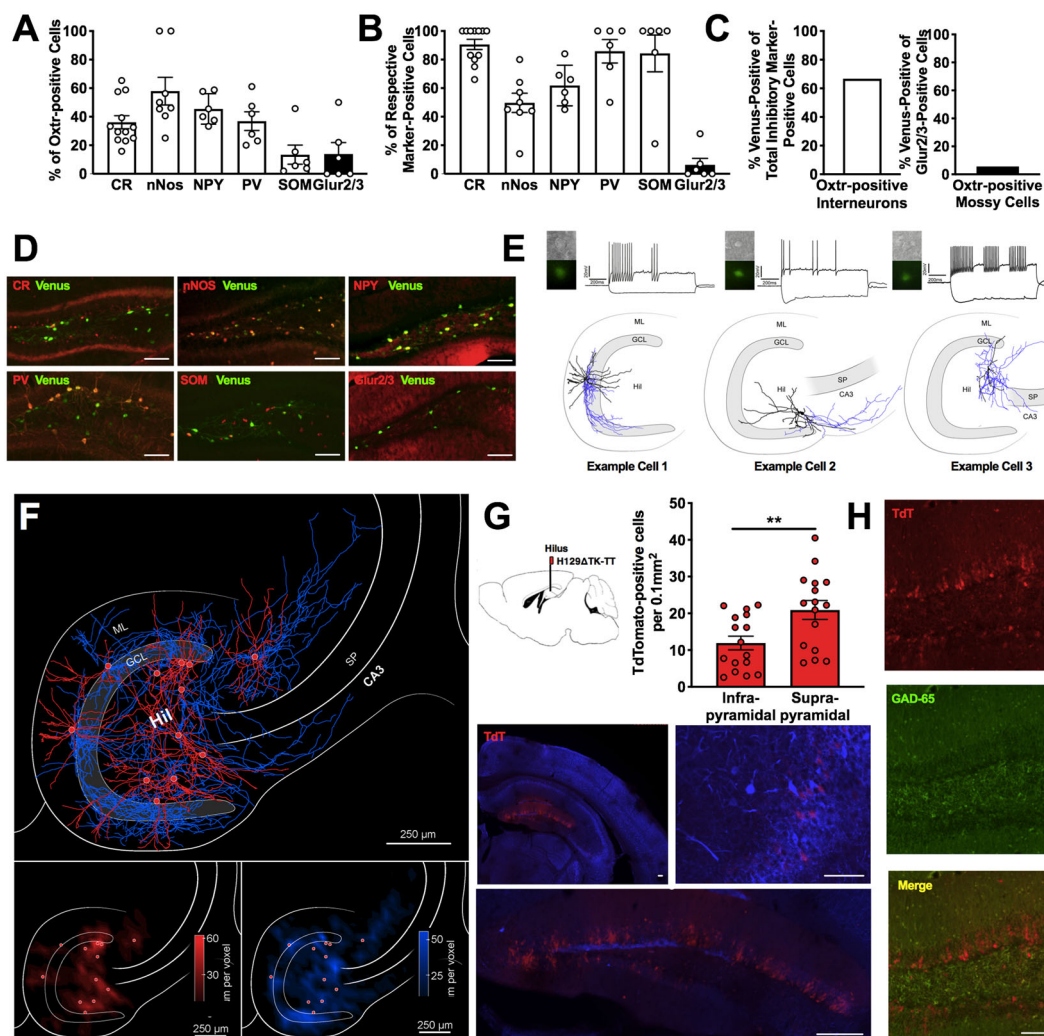 A
% of Oxtr-positive Cells
100
80
60
40
20
0
CR nNos NPY PV SOM Glur2/3
B
% of Respective
Marker-Positive Cells
100
80
60
40
20
0
CR nNos NPY PV SOM Glur2/3
C
% Venus-Positive of
Total Inhibitory Marker-
Positive Cells
100
80
60
40
20
0
Oxtr-positive
Interneurons
% Venus-Positive of
Glur2/3-Positive Cells
100
80
60
40
20
0
Oxtr-positive
Mossy Cells
D
CR Venus
nNOS Venus
NPY Venus
PV Venus
SOM Venus
Glur2/3 Venus
E
20mV
200ms
20mV
200ms
20mV
200ms
ML
GCL
Hil
Example Cell 1
ML
GCL
Hil
SP
CA3
Example Cell 2
ML
GCL
Hil
SP
CA3
Example Cell 3
F
ML
GCL
Hil
SP
CA3
250 µm
60
30
m per voxel
250 µm
50
25
m per voxel
250 µm
G
Hilus
H129ΔTK-TT
TdTomato-positive cells
per 0.1mm²
50
40
30
20
10
0
**
Infra-
pyramidal
Supra-
pyramidal
TdT
H
TdT
GAD-65
Merge